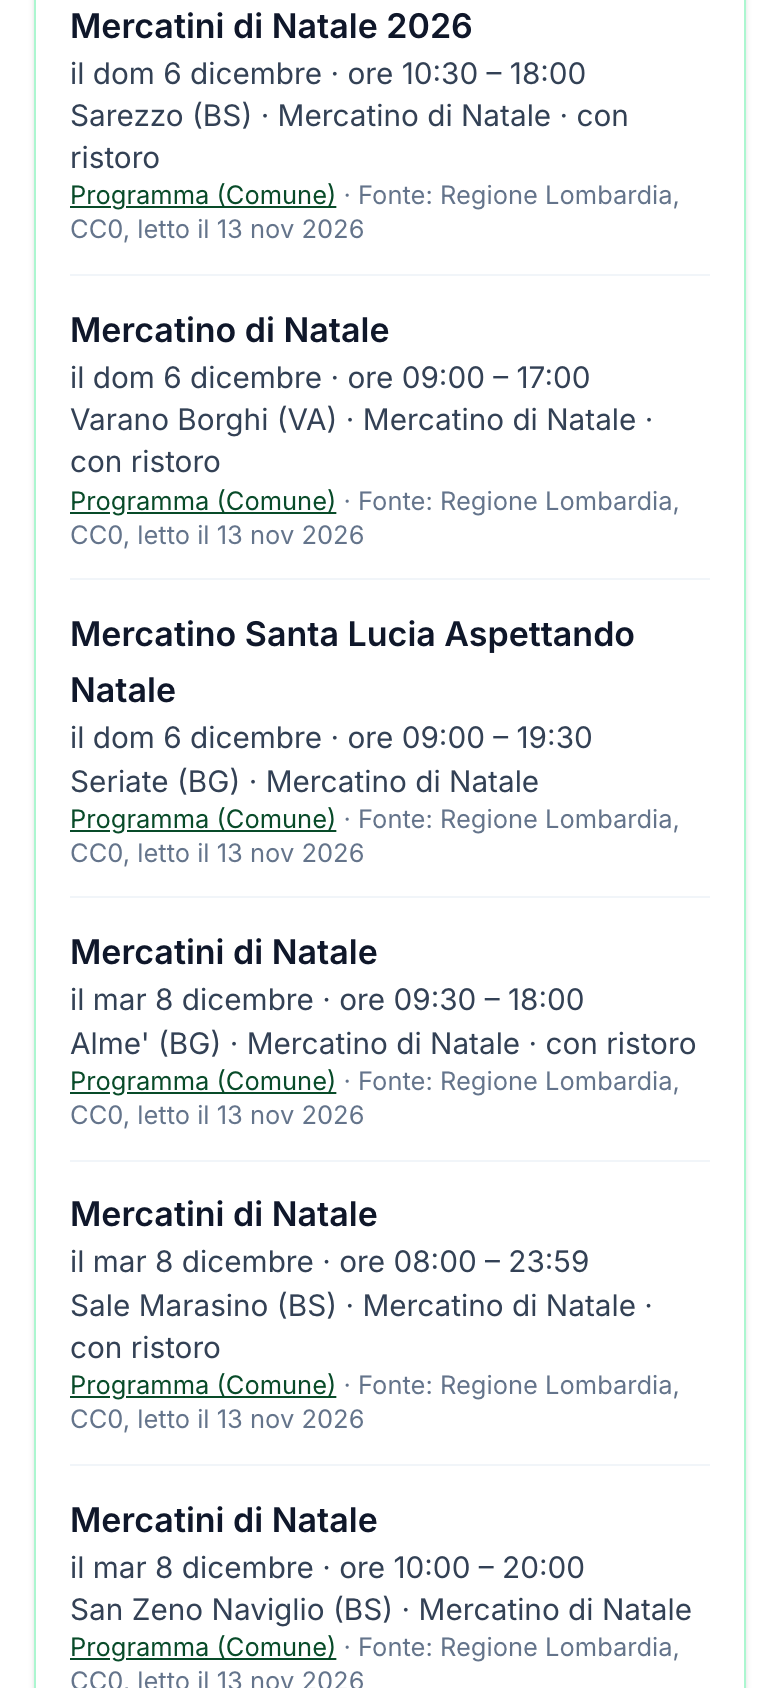 Mercatini di Natale 2026
il dom 6 dicembre · ore 10:30 – 18:00
Sarezzo (BS) · Mercatino di Natale · con
ristoro
Programma (Comune) · Fonte: Regione Lombardia,
CC0, letto il 13 nov 2026
Mercatino di Natale
il dom 6 dicembre · ore 09:00 – 17:00
Varano Borghi (VA) · Mercatino di Natale ·
con ristoro
Programma (Comune) · Fonte: Regione Lombardia,
CC0, letto il 13 nov 2026
Mercatino Santa Lucia Aspettando
Natale
il dom 6 dicembre · ore 09:00 – 19:30
Seriate (BG) · Mercatino di Natale
Programma (Comune) · Fonte: Regione Lombardia,
CC0, letto il 13 nov 2026
Mercatini di Natale
il mar 8 dicembre · ore 09:30 – 18:00
Alme' (BG) · Mercatino di Natale · con ristoro
Programma (Comune) · Fonte: Regione Lombardia,
CC0, letto il 13 nov 2026
Mercatini di Natale
il mar 8 dicembre · ore 08:00 – 23:59
Sale Marasino (BS) · Mercatino di Natale ·
con ristoro
Programma (Comune) · Fonte: Regione Lombardia,
CC0, letto il 13 nov 2026
Mercatini di Natale
il mar 8 dicembre · ore 10:00 – 20:00
San Zeno Naviglio (BS) · Mercatino di Natale
Programma (Comune) · Fonte: Regione Lombardia,
CC0, letto il 13 nov 2026